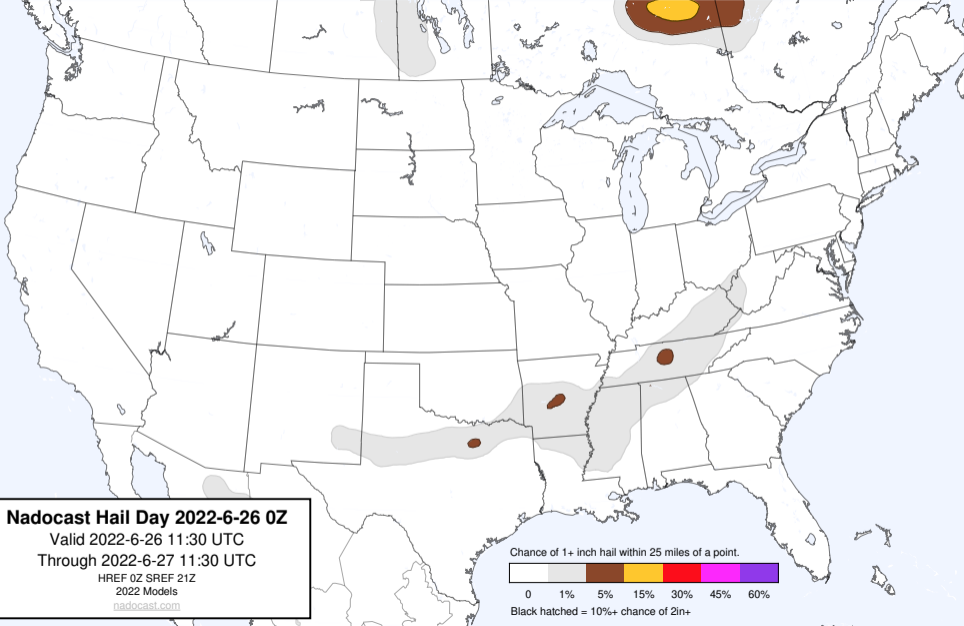 Nadocast Hail Day 2022-6-26 0Z
Valid 2022-6-26 11:30 UTC
Through 2022-6-27 11:30 UTC
HREF 0Z SREF 21Z
2022 Models
nadocast.com
Chance of 1+ inch hail within 25 miles of a point.
0 1% 5% 15% 30% 45% 60%
Black hatched = 10%+ chance of 2in+